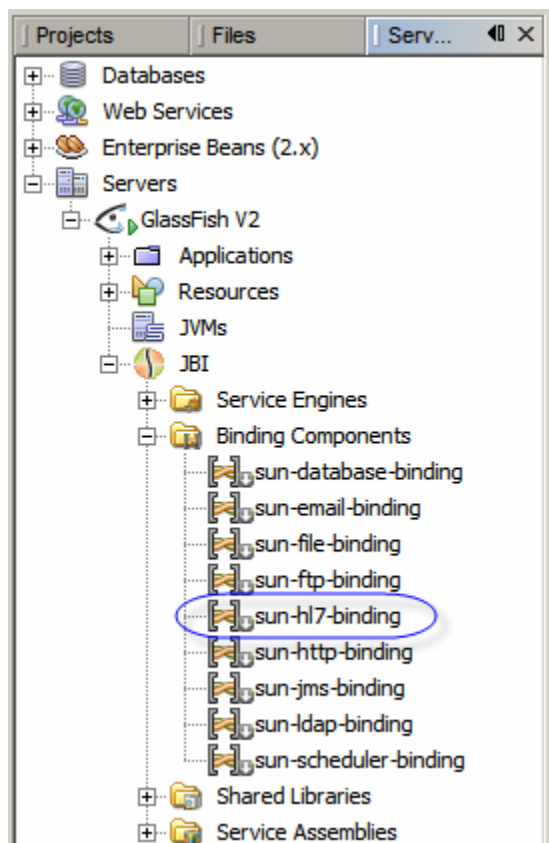 Projects Files Serv...
Databases
Web Services
Enterprise Beans (2.x)
Servers
GlassFish V2
Applications
Resources
JVMs
JBI
Service Engines
Binding Components
sun-database-binding
sun-email-binding
sun-file-binding
sun-ftp-binding
sun-hl7-binding
sun-http-binding
sun-jms-binding
sun-ldap-binding
sun-scheduler-binding
Shared Libraries
Service Assemblies